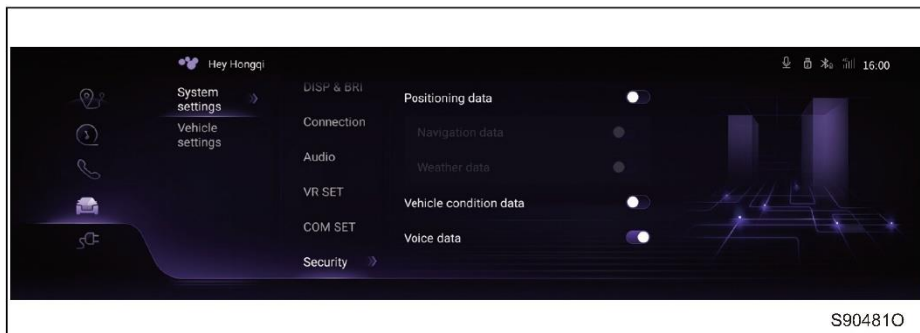 Hey Hongqi
16:00
System
settings
Vehicle
settings
DISP & BRI
Connection
Audio
VR SET
COM SET
Security
Positioning data
Navigation data
Weather data
Vehicle condition data
Voice data
S90481O